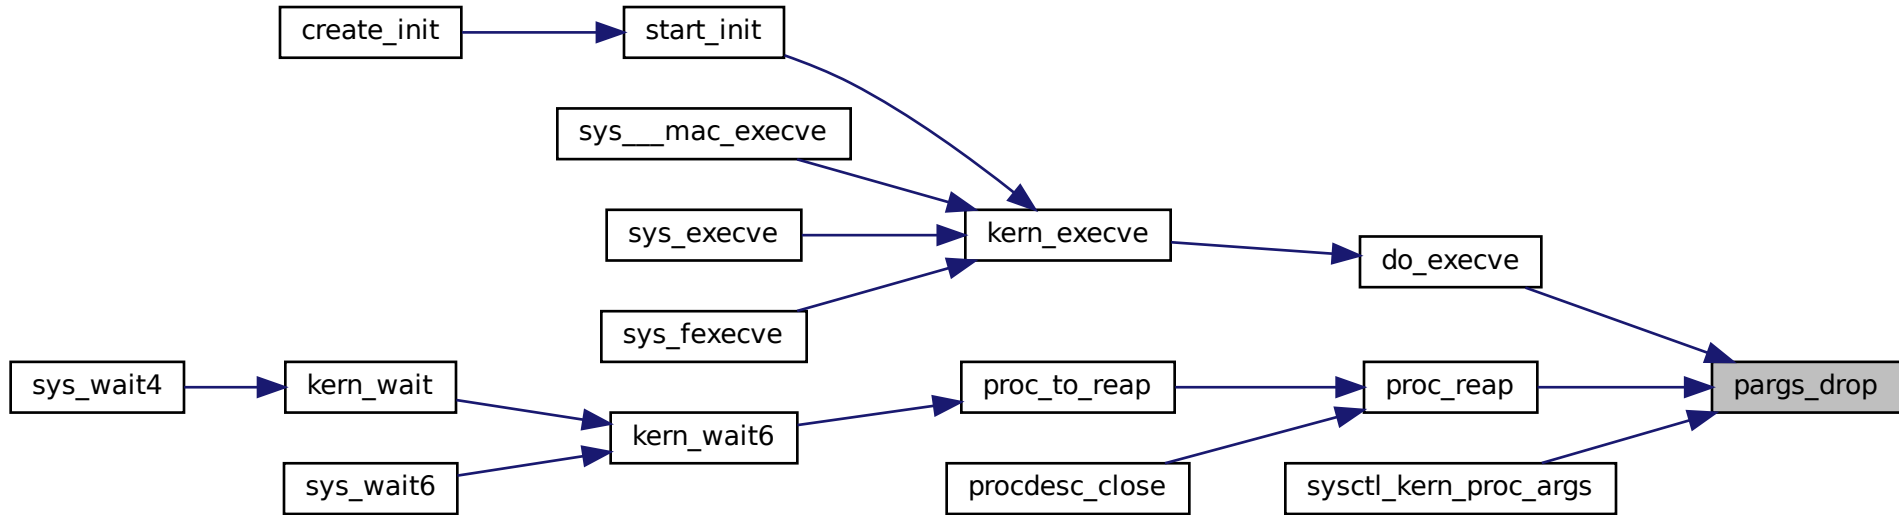 create_init
start_init
sys___mac_execve
sys_execve
kern_execve
do_execve
sys_fexecve
sys_wait4
kern_wait
proc_to_reap
proc_reap
pargs_drop
kern_wait6
sys_wait6
procdesc_close
sysctl_kern_proc_args